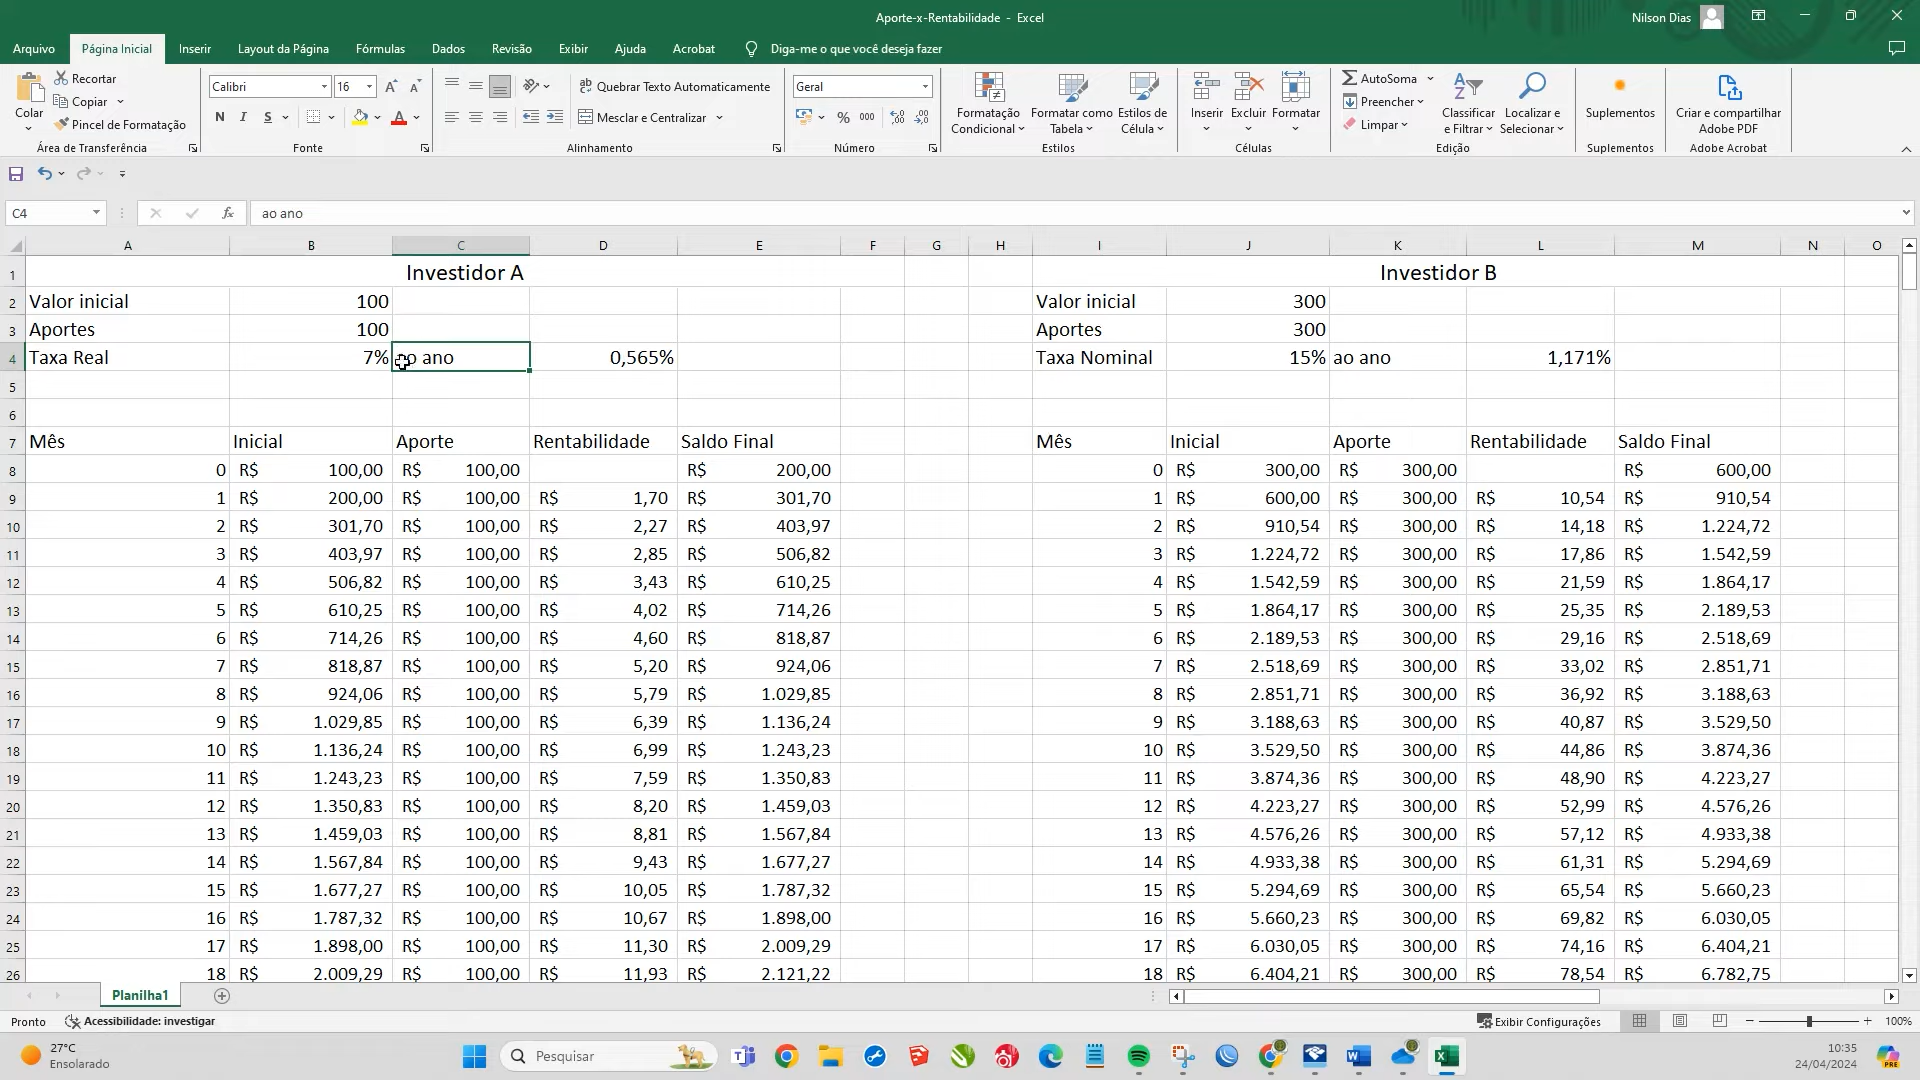 Aporte-x-Rentabilidade - Excel
Nilson Dias
Arquivo Página Inicial Inserir Layout da Página Fórmulas Dados Revisão Exibir Ajuda Acrobat Diga-me o que você deseja fazer
Colar
Recortar
Copiar
Pincel de Formatação
Área de Transferência
Calibri 16
N I S
Fonte
Quebrar Texto Automaticamente
Mesclar e Centralizar
Alinhamento
Geral
% 000
Número
Formatação Condicional
Formatar como Tabela
Estilos de Célula
Estilos
Inserir Excluir Formatar
Células
AutoSoma
Preencher
Limpar
Classificar e Filtrar
Localizar e Selecionar
Edição
Suplementos
Suplementos
Criar e compartilhar Adobe PDF
Adobe Acrobat
C4 fx ao ano
A B C D E F G H I J K L M N O
1 Investidor A Investidor B
2 Valor inicial 100 Valor inicial 300
3 Aportes 100 Aportes 300
4 Taxa Real 7% ao ano 0,565% Taxa Nominal 15% ao ano 1,171%
5
6
7 Mês Inicial Aporte Rentabilidade Saldo Final Mês Inicial Aporte Rentabilidade Saldo Final
8 0 R$ 100,00 R$ 100,00 R$ 200,00 0 R$ 300,00 R$ 300,00 R$ 600,00
9 1 R$ 200,00 R$ 100,00 R$ 1,70 R$ 301,70 1 R$ 600,00 R$ 300,00 R$ 10,54 R$ 910,54
10 2 R$ 301,70 R$ 100,00 R$ 2,27 R$ 403,97 2 R$ 910,54 R$ 300,00 R$ 14,18 R$ 1.224,72
11 3 R$ 403,97 R$ 100,00 R$ 2,85 R$ 506,82 3 R$ 1.224,72 R$ 300,00 R$ 17,86 R$ 1.542,59
12 4 R$ 506,82 R$ 100,00 R$ 3,43 R$ 610,25 4 R$ 1.542,59 R$ 300,00 R$ 21,59 R$ 1.864,17
13 5 R$ 610,25 R$ 100,00 R$ 4,02 R$ 714,26 5 R$ 1.864,17 R$ 300,00 R$ 25,35 R$ 2.189,53
14 6 R$ 714,26 R$ 100,00 R$ 4,60 R$ 818,87 6 R$ 2.189,53 R$ 300,00 R$ 29,16 R$ 2.518,69
15 7 R$ 818,87 R$ 100,00 R$ 5,20 R$ 924,06 7 R$ 2.518,69 R$ 300,00 R$ 33,02 R$ 2.851,71
16 8 R$ 924,06 R$ 100,00 R$ 5,79 R$ 1.029,85 8 R$ 2.851,71 R$ 300,00 R$ 36,92 R$ 3.188,63
17 9 R$ 1.029,85 R$ 100,00 R$ 6,39 R$ 1.136,24 9 R$ 3.188,63 R$ 300,00 R$ 40,87 R$ 3.529,50
18 10 R$ 1.136,24 R$ 100,00 R$ 6,99 R$ 1.243,23 10 R$ 3.529,50 R$ 300,00 R$ 44,86 R$ 3.874,36
19 11 R$ 1.243,23 R$ 100,00 R$ 7,59 R$ 1.350,83 11 R$ 3.874,36 R$ 300,00 R$ 48,90 R$ 4.223,27
20 12 R$ 1.350,83 R$ 100,00 R$ 8,20 R$ 1.459,03 12 R$ 4.223,27 R$ 300,00 R$ 52,99 R$ 4.576,26
21 13 R$ 1.459,03 R$ 100,00 R$ 8,81 R$ 1.567,84 13 R$ 4.576,26 R$ 300,00 R$ 57,12 R$ 4.933,38
22 14 R$ 1.567,84 R$ 100,00 R$ 9,43 R$ 1.677,27 14 R$ 4.933,38 R$ 300,00 R$ 61,31 R$ 5.294,69
23 15 R$ 1.677,27 R$ 100,00 R$ 10,05 R$ 1.787,32 15 R$ 5.294,69 R$ 300,00 R$ 65,54 R$ 5.660,23
24 16 R$ 1.787,32 R$ 100,00 R$ 10,67 R$ 1.898,00 16 R$ 5.660,23 R$ 300,00 R$ 69,82 R$ 6.030,05
25 17 R$ 1.898,00 R$ 100,00 R$ 11,30 R$ 2.009,29 17 R$ 6.030,05 R$ 300,00 R$ 74,16 R$ 6.404,21
26 18 R$ 2.009,29 R$ 100,00 R$ 11,93 R$ 2.121,22 18 R$ 6.404,21 R$ 300,00 R$ 78,54 R$ 6.782,75
Planilha1
Pronto Acessibilidade: investigar Exibir Configurações 100%
27°C
Ensolarado
Pesquisar
10:35
24/04/2024